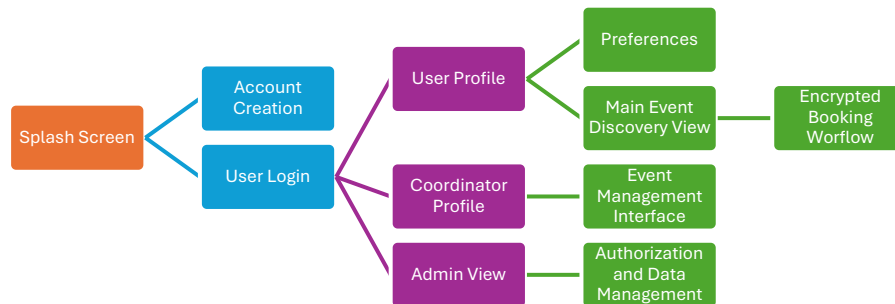 Splash Screen
Account
Creation
User Login
User Profile
Coordinator
Profile
Admin View
Preferences
Main Event
Discovery View
Event
Management
Interface
Authorization
and Data
Management
Encrypted
Booking
Worflow